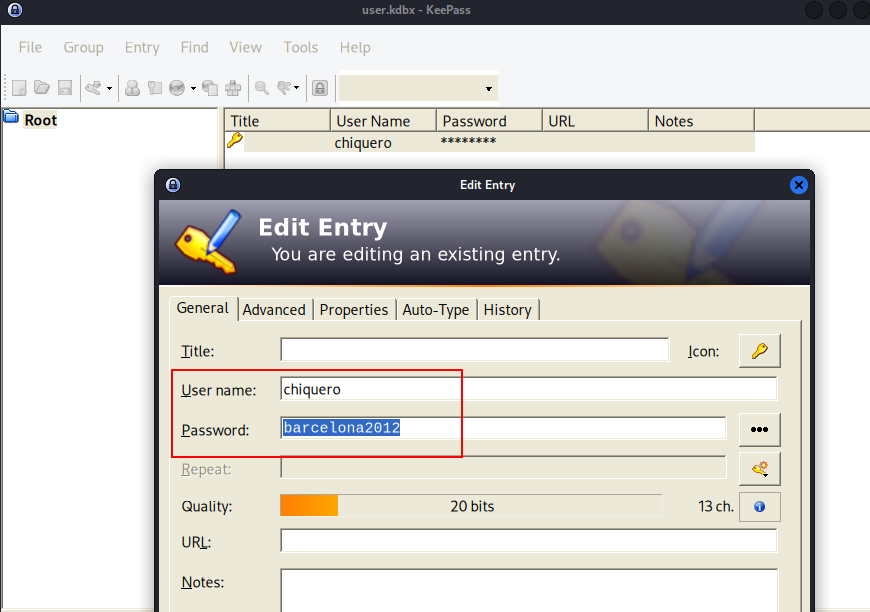 user.kdbx - KeePass
File Group Entry Find View Tools Help
Root
Title User Name Password URL Notes
chiquero ********
Edit Entry
Edit Entry
You are editing an existing entry.
General Advanced Properties Auto-Type History
Title: Icon:
User name: chiquero
Password: barcelona2012
Repeat:
Quality: 20 bits 13 ch.
URL:
Notes: